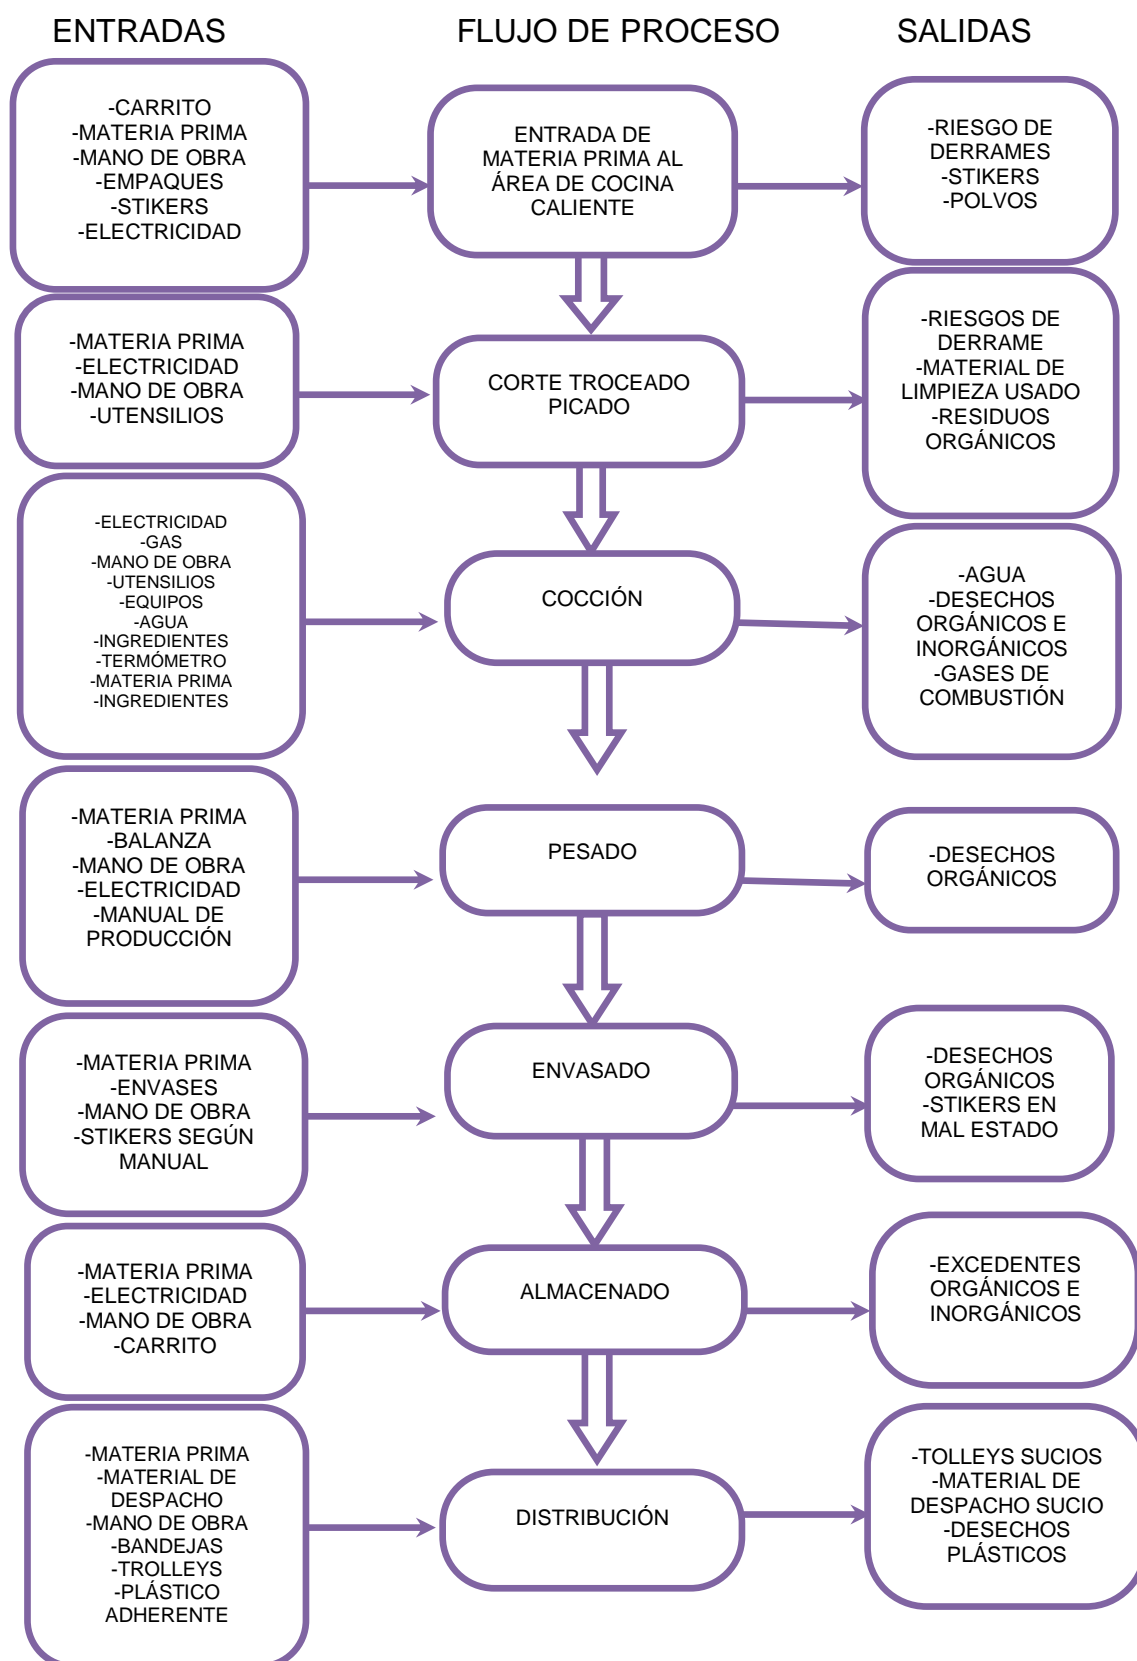 ENTRADAS
FLUJO DE PROCESO
SALIDAS
-CARRITO
-MATERIA PRIMA
-MANO DE OBRA
-EMPAQUES
-STIKERS
-ELECTRICIDAD
ENTRADA DE
MATERIA PRIMA AL
ÁREA DE COCINA
CALIENTE
-RIESGO DE
DERRAMES
-STIKERS
-POLVOS
-MATERIA PRIMA
-ELECTRICIDAD
-MANO DE OBRA
-UTENSILIOS
CORTE TROCEADO
PICADO
-RIESGOS DE
DERRAME
-MATERIAL DE
LIMPIEZA USADO
-RESIDUOS
ORGÁNICOS
-ELECTRICIDAD
-GAS
-MANO DE OBRA
-UTENSILIOS
-EQUIPOS
-AGUA
-INGREDIENTES
-TERMÓMETRO
-MATERIA PRIMA
-INGREDIENTES
COCCIÓN
-AGUA
-DESECHOS
ORGÁNICOS E
INORGÁNICOS
-GASES DE
COMBUSTIÓN
-MATERIA PRIMA
-BALANZA
-MANO DE OBRA
-ELECTRICIDAD
-MANUAL DE
PRODUCCIÓN
PESADO
-DESECHOS
ORGÁNICOS
-MATERIA PRIMA
-ENVASES
-MANO DE OBRA
-STIKERS SEGÚN
MANUAL
ENVASADO
-DESECHOS
ORGÁNICOS
-STIKERS EN
MAL ESTADO
-MATERIA PRIMA
-ELECTRICIDAD
-MANO DE OBRA
-CARRITO
ALMACENADO
-EXCEDENTES
ORGÁNICOS E
INORGÁNICOS
-MATERIA PRIMA
-MATERIAL DE
DESPACHO
-MANO DE OBRA
-BANDEJAS
-TROLLEYS
-PLÁSTICO
ADHERENTE
DISTRIBUCIÓN
-TOLLEYS SUCIOS
-MATERIAL DE
DESPACHO SUCIO
-DESECHOS
PLÁSTICOS